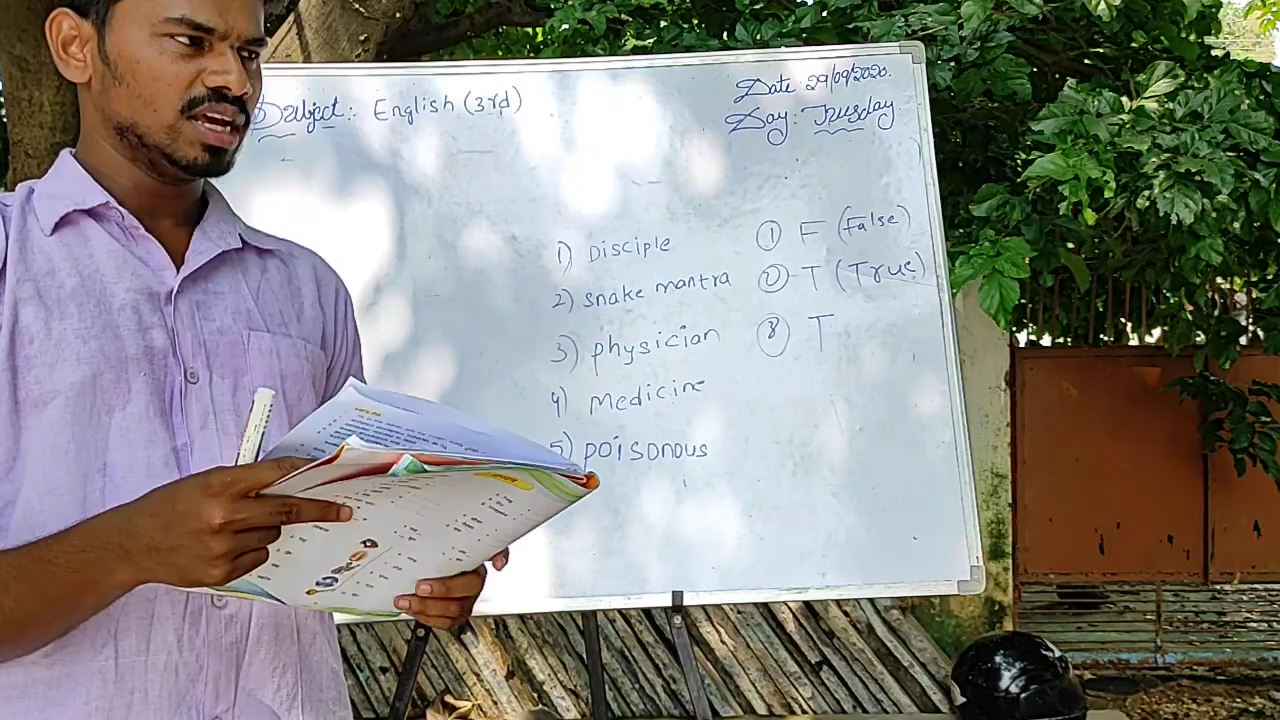 Subject:- English (3rd)
Date: 29/09/2020.
Day: Tuesday
1) Disciple
2) snake mantra
3) physician
4) Medicine
5) poisonous
① F (False)
② T (True)
③ T